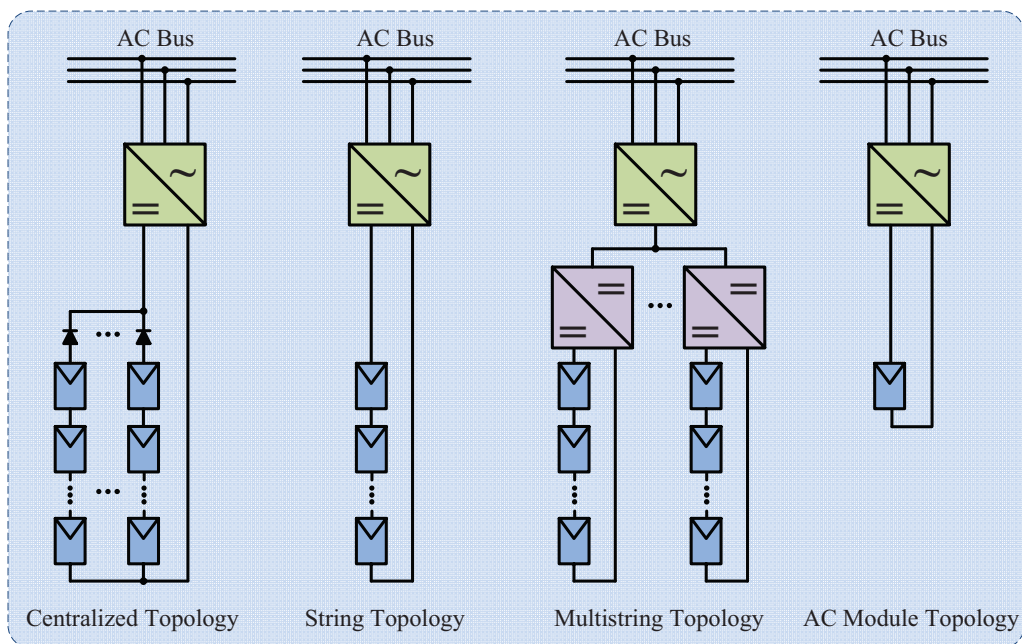 AC Bus
AC Bus
AC Bus
AC Bus
Centralized Topology
String Topology
Multistring Topology
AC Module Topology